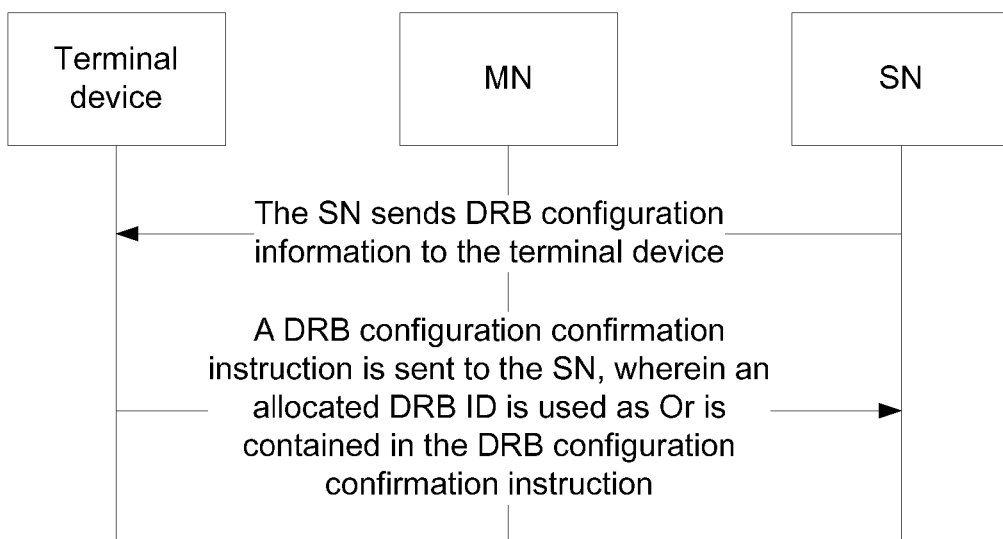 Terminal
device
MN
SN
The SN sends DRB configuration
information to the terminal device
A DRB configuration confirmation
instruction is sent to the SN, wherein an
allocated DRB ID is used as Or is
contained in the DRB configuration
confirmation instruction